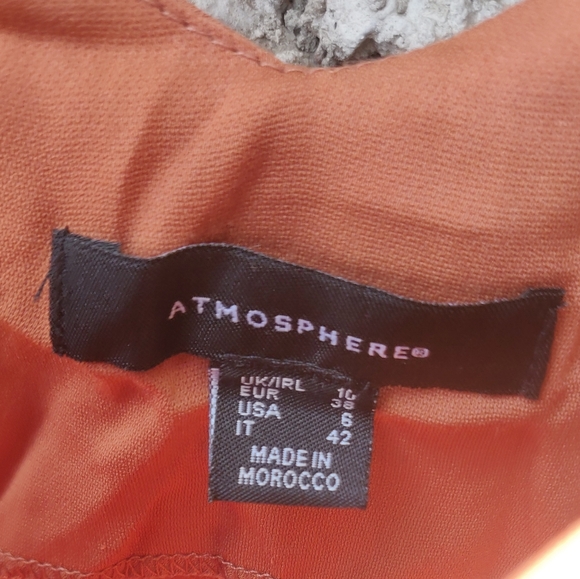 ATMOSPHERE®
UK/IRL 10
EUR 38
USA 6
IT 42
MADE IN
MOROCCO